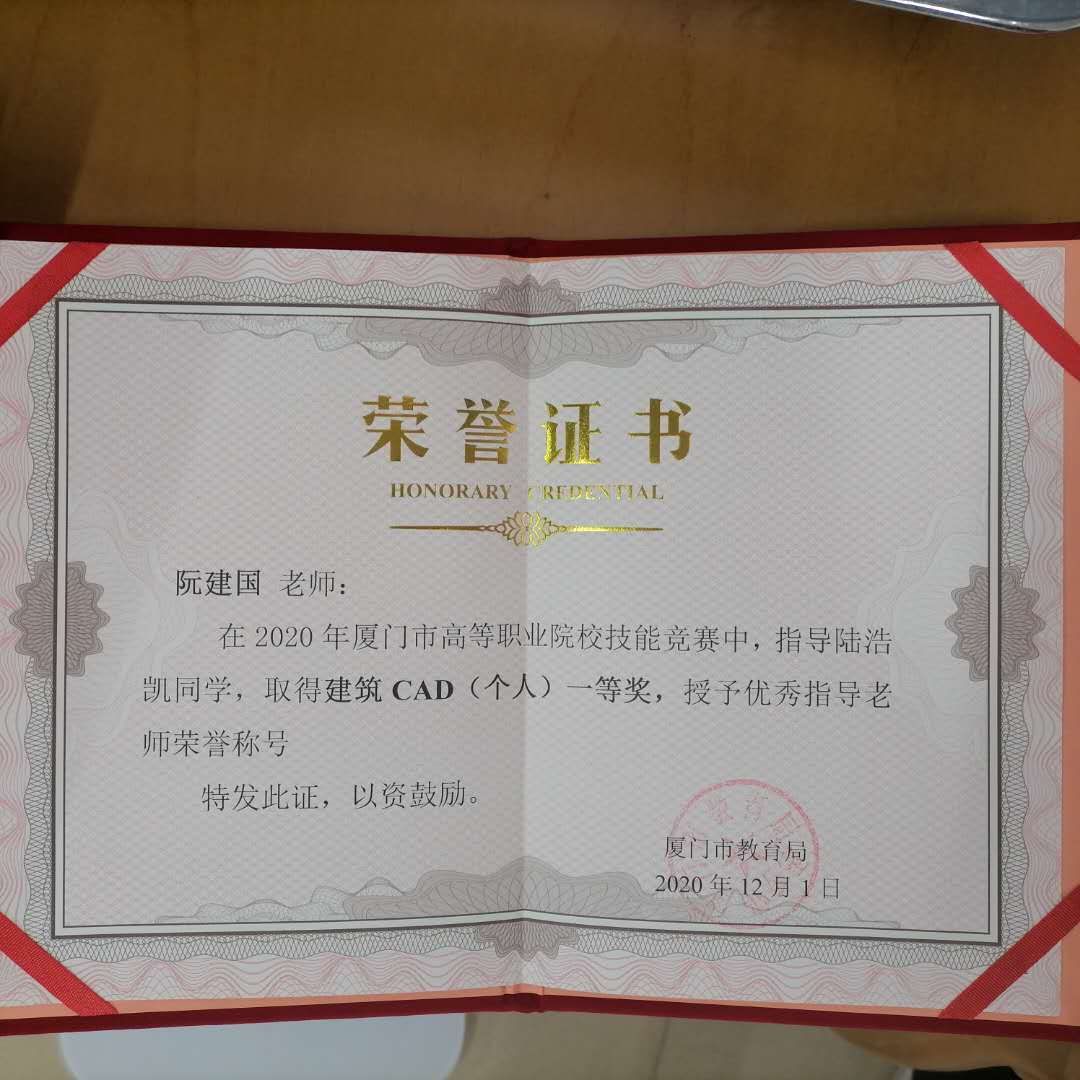 荣誉证书
HONORARY CREDENTIAL
阮建国 老师：
在 2020 年厦门市高等职业院校技能竞赛中，指导陆浩
凯同学，取得建筑 CAD（个人）一等奖，授予优秀指导老
师荣誉称号
特发此证，以资鼓励。
教育局
厦门市教育局
2020 年 12 月 1 日